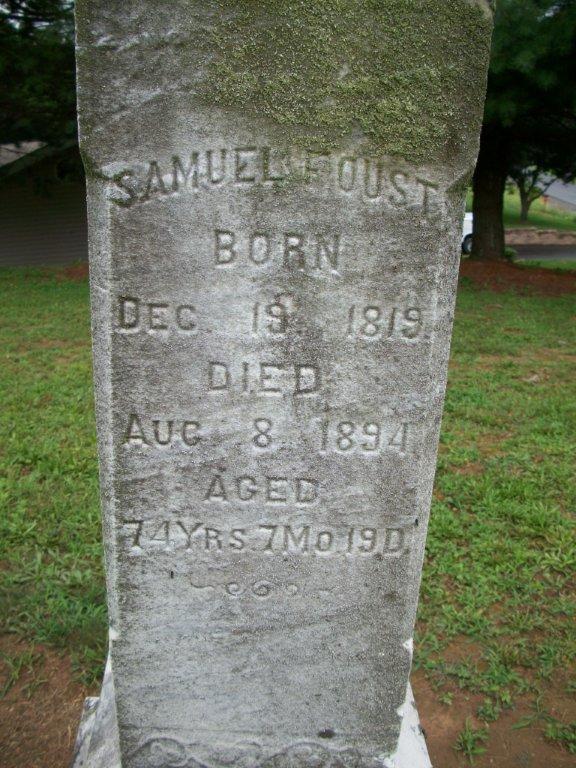 SAMUEL FOUST
BORN
DEC 19 1819
DIED
AUG 8 1894
AGED
74YRS.7MO.19D.